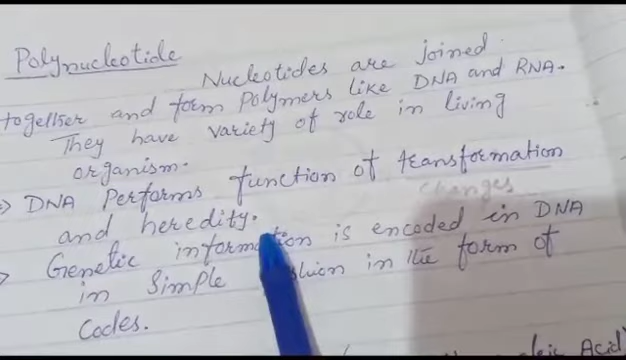 Polynucleotide
Nucleotides are joined
together and form Polymers like DNA and RNA.
They have variety of role in living
organism.
→ DNA Performs function of transformation
changes
and heredity.
→ Genetic information is encoded in DNA
in Simple in the form of
Codes.
Acid